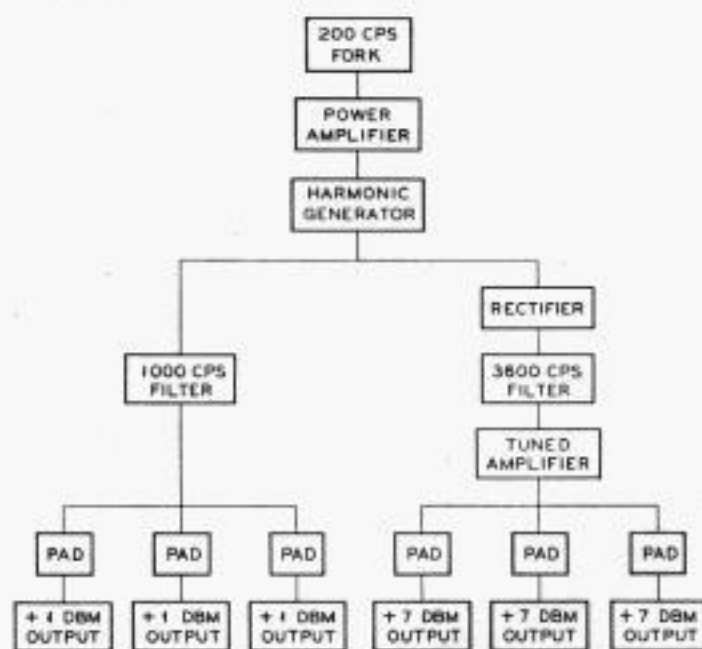 200 CPS
FORK
POWER
AMPLIFIER
HARMONIC
GENERATOR
RECTIFIER
1000 CPS
FILTER
3600 CPS
FILTER
TUNED
AMPLIFIER
PAD
PAD
PAD
PAD
PAD
PAD
+ 1 DBM
OUTPUT
+ 1 DBM
OUTPUT
+ 1 DBM
OUTPUT
+ 7 DBM
OUTPUT
+ 7 DBM
OUTPUT
+ 7 DBM
OUTPUT